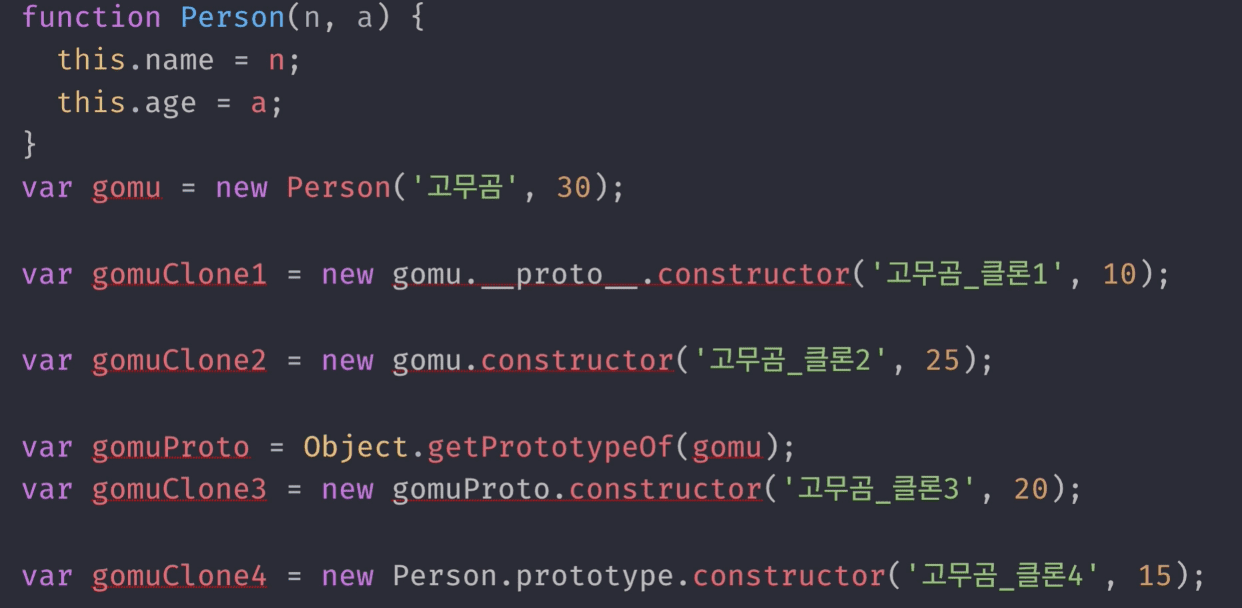 function Person(n, a) {
  this.name = n;
  this.age = a;
}
var gomu = new Person('고무곰', 30);
var gomuClone1 = new gomu.__proto__.constructor('고무곰_클론1', 10);
var gomuClone2 = new gomu.constructor('고무곰_클론2', 25);
var gomuProto = Object.getPrototypeOf(gomu);
var gomuClone3 = new gomuProto.constructor('고무곰_클론3', 20);
var gomuClone4 = new Person.prototype.constructor('고무곰_클론4', 15);